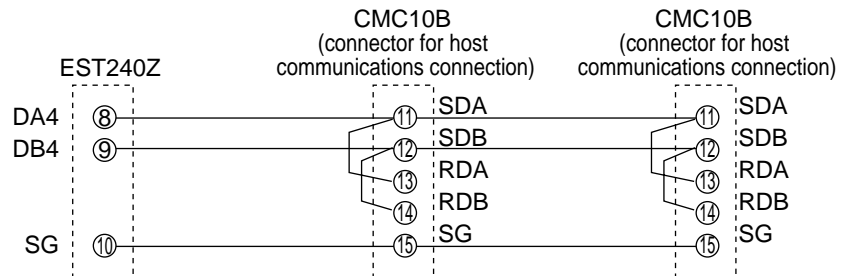 CMC10B CMC10B
(connector for host (connector for host
EST240Z communications connection) communications connection)
DA4 8 11 SDA 11 SDA
DB4 9 12 SDB 12 SDB
13 RDA 13 RDA
14 RDB 14 RDB
SG 10 15 SG 15 SG